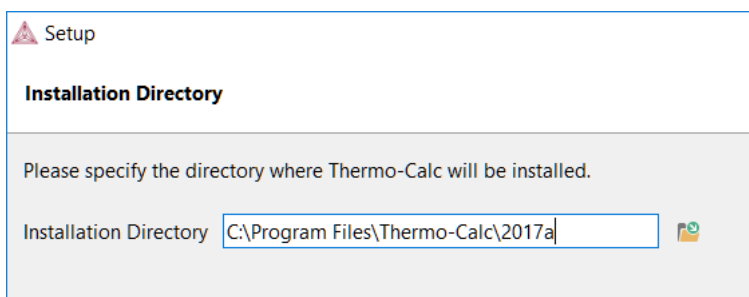 Setup
Installation Directory
Please specify the directory where Thermo-Calc will be installed.
Installation Directory C:\Program Files\Thermo-Calc\2017a